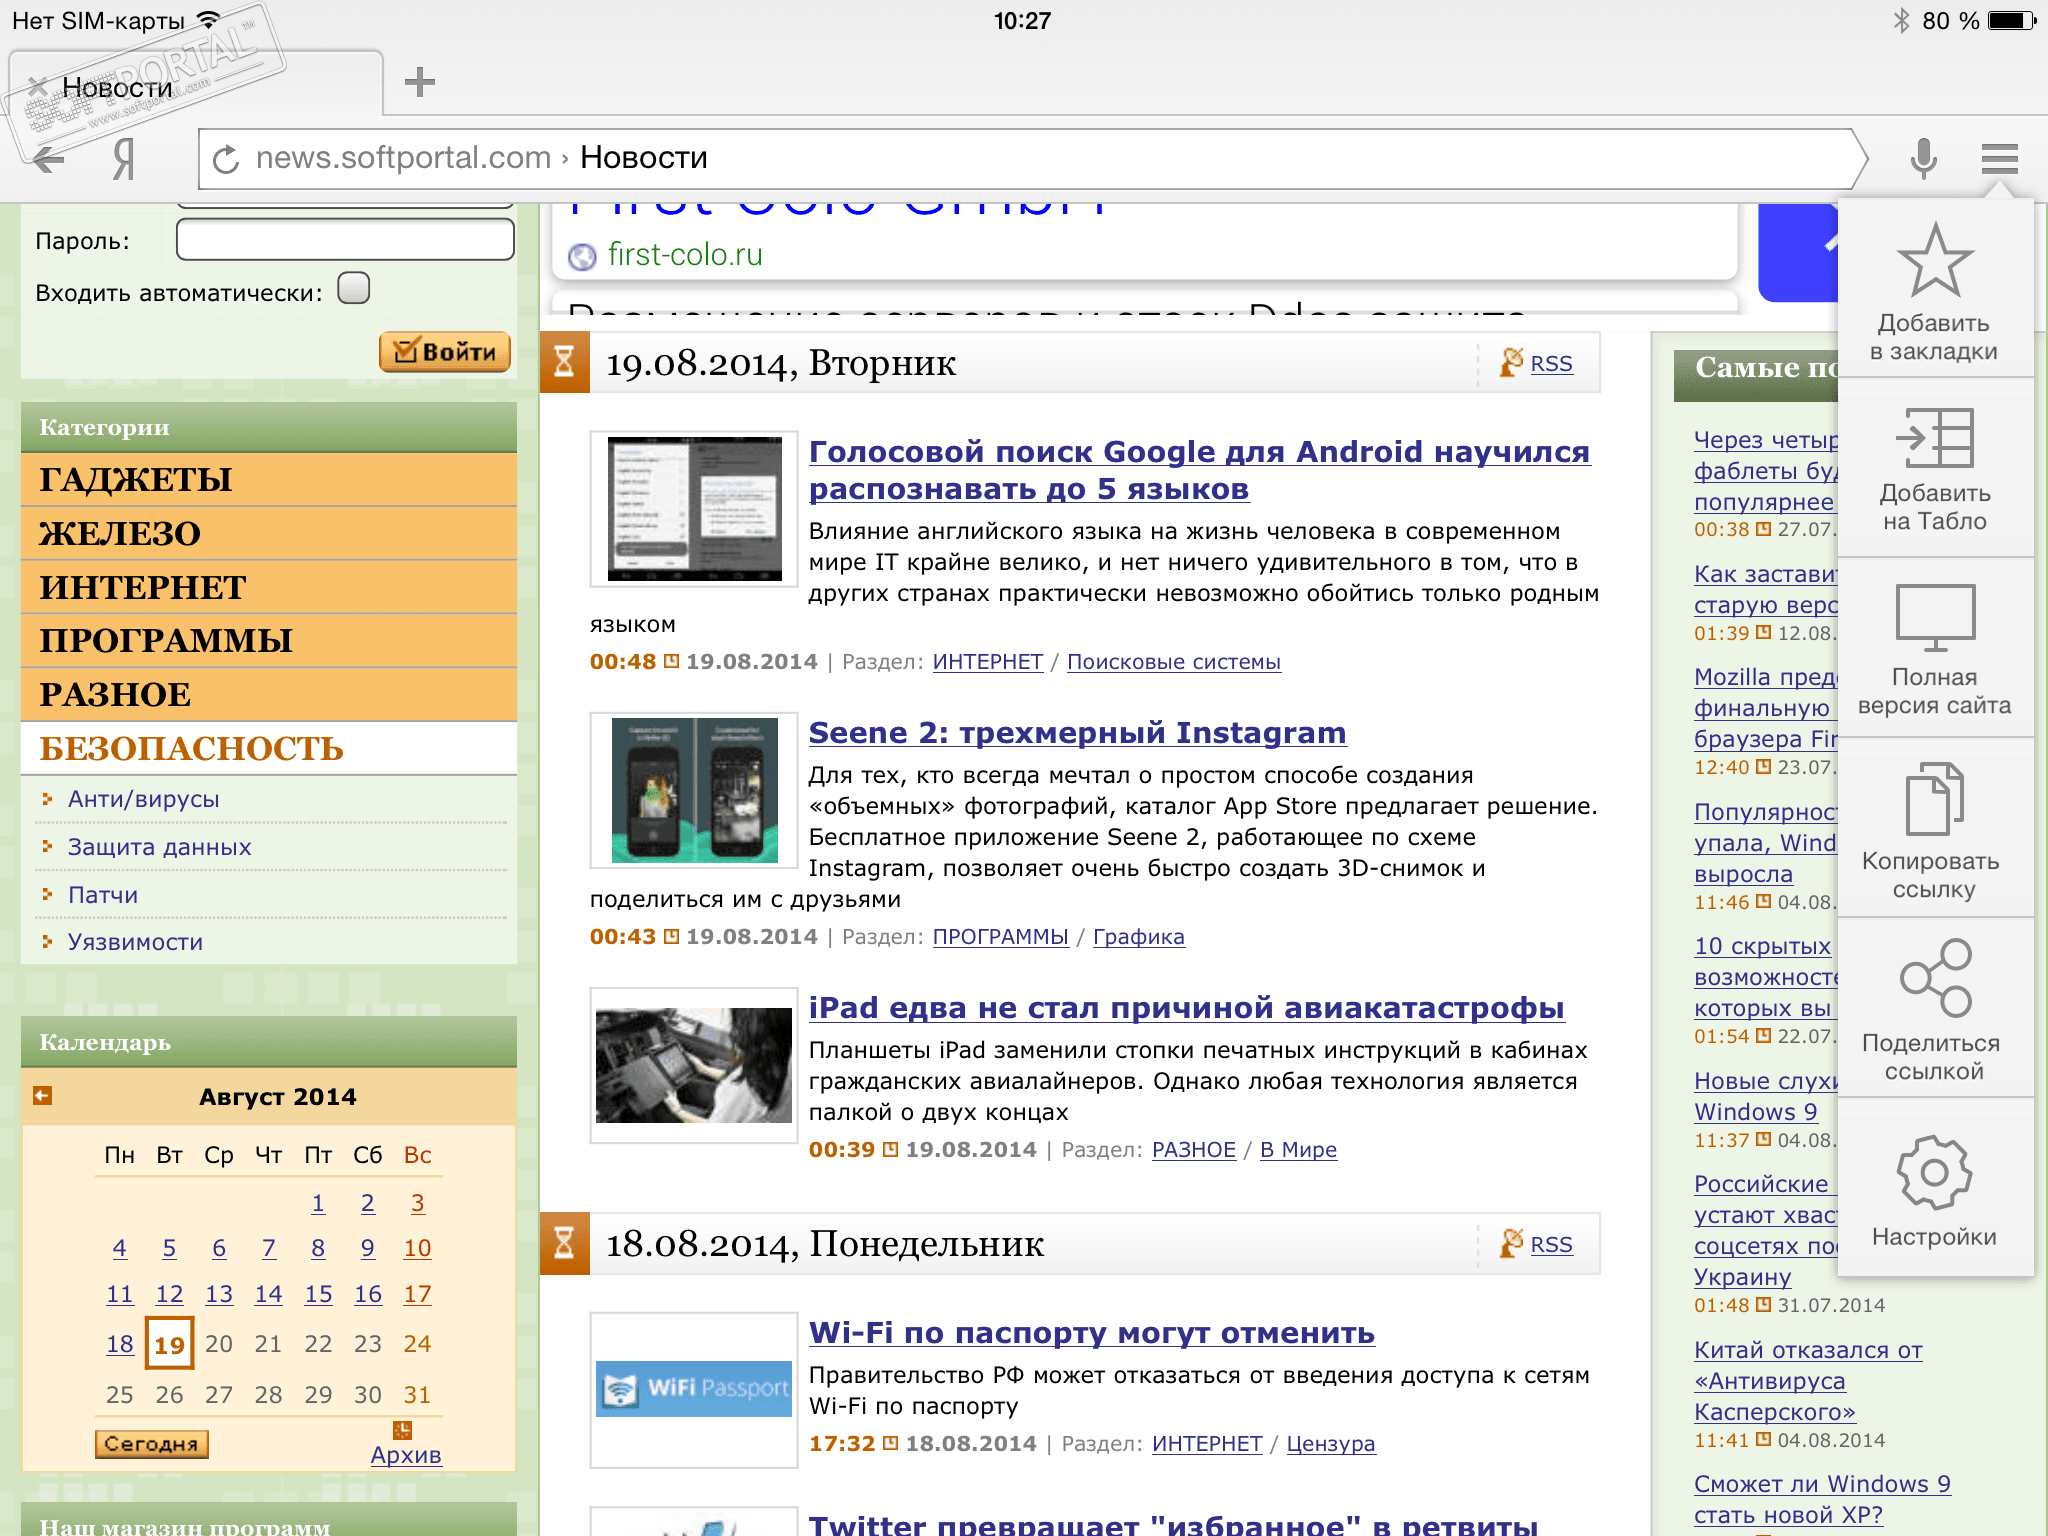 Нет SIM-карты
10:27
80 %
Новости
SOFTPORTAL™
www.softportal.com
Я
news.softportal.com › Новости
Пароль:
Входить автоматически:
Войти
Категории
ГАДЖЕТЫ
ЖЕЛЕЗО
ИНТЕРНЕТ
ПРОГРАММЫ
РАЗНОЕ
БЕЗОПАСНОСТЬ
Анти/вирусы
Защита данных
Патчи
Уязвимости
Календарь
Август 2014
Пн Вт Ср Чт Пт Сб Вс
1 2 3
4 5 6 7 8 9 10
11 12 13 14 15 16 17
18 19 20 21 22 23 24
25 26 27 28 29 30 31
Сегодня
Архив
Наш магазин программ
First Colo GmbH
first-colo.ru
19.08.2014, Вторник
RSS
Голосовой поиск Google для Android научился
распознавать до 5 языков
Влияние английского языка на жизнь человека в современном
мире IT крайне велико, и нет ничего удивительного в том, что в
других странах практически невозможно обойтись только родным
языком
00:48 19.08.2014 | Раздел: ИНТЕРНЕТ / Поисковые системы
Seene 2: трехмерный Instagram
Для тех, кто всегда мечтал о простом способе создания
«объемных» фотографий, каталог App Store предлагает решение.
Бесплатное приложение Seene 2, работающее по схеме
Instagram, позволяет очень быстро создать 3D-снимок и
поделиться им с друзьями
00:43 19.08.2014 | Раздел: ПРОГРАММЫ / Графика
iPad едва не стал причиной авиакатастрофы
Планшеты iPad заменили стопки печатных инструкций в кабинах
гражданских авиалайнеров. Однако любая технология является
палкой о двух концах
00:39 19.08.2014 | Раздел: РАЗНОЕ / В Мире
18.08.2014, Понедельник
RSS
WiFi Passport
Wi-Fi по паспорту могут отменить
Правительство РФ может отказаться от введения доступа к сетям
Wi-Fi по паспорту
17:32 18.08.2014 | Раздел: ИНТЕРНЕТ / Цензура
Twitter превращает "избранное" в ретвиты
Самые по
Через четыр
фаблеты бу
популярнее
00:38 27.07.
Как застави
старую верс
01:39 12.08.
Mozilla пред
финальную
браузера Fir
12:40 23.07.
Популярност
упала, Wind
выросла
11:46 04.08.
10 скрытых
возможносте
которых вы
01:54 22.07.
Новые слухи
Windows 9
11:37 04.08.
Российские
устают хвас
соцсетях по
Украину
01:48 31.07.2014
Китай отказался от
«Антивируса
Касперского»
11:41 04.08.2014
Сможет ли Windows 9
стать новой XP?
Добавить
в закладки
Добавить
на Табло
Полная
версия сайта
Копировать
ссылку
Поделиться
ссылкой
Настройки